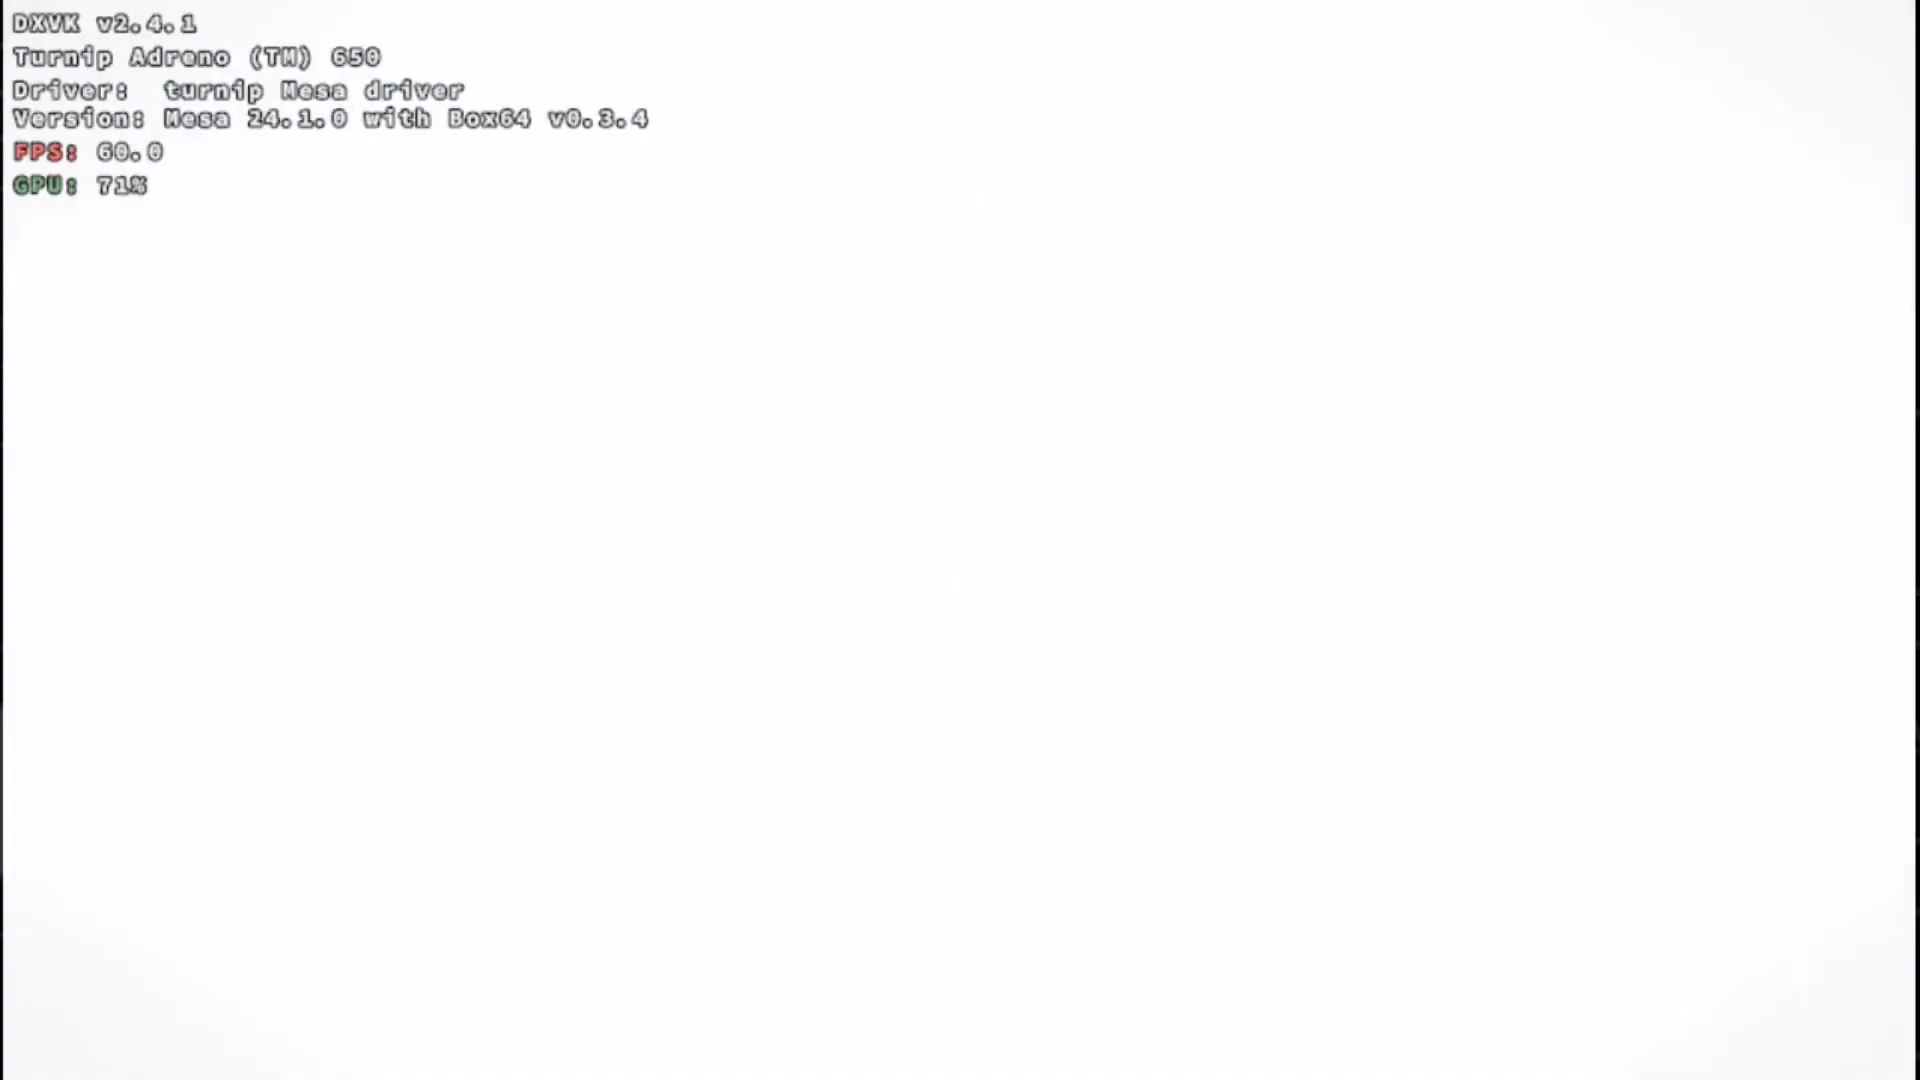 DXVK v2.4.1
Turnip Adreno (TM) 650
Driver: turnip Mesa driver
Version: Mesa 24.1.0 with Box64 v0.3.4
FPS: 60.0
GPU: 71%